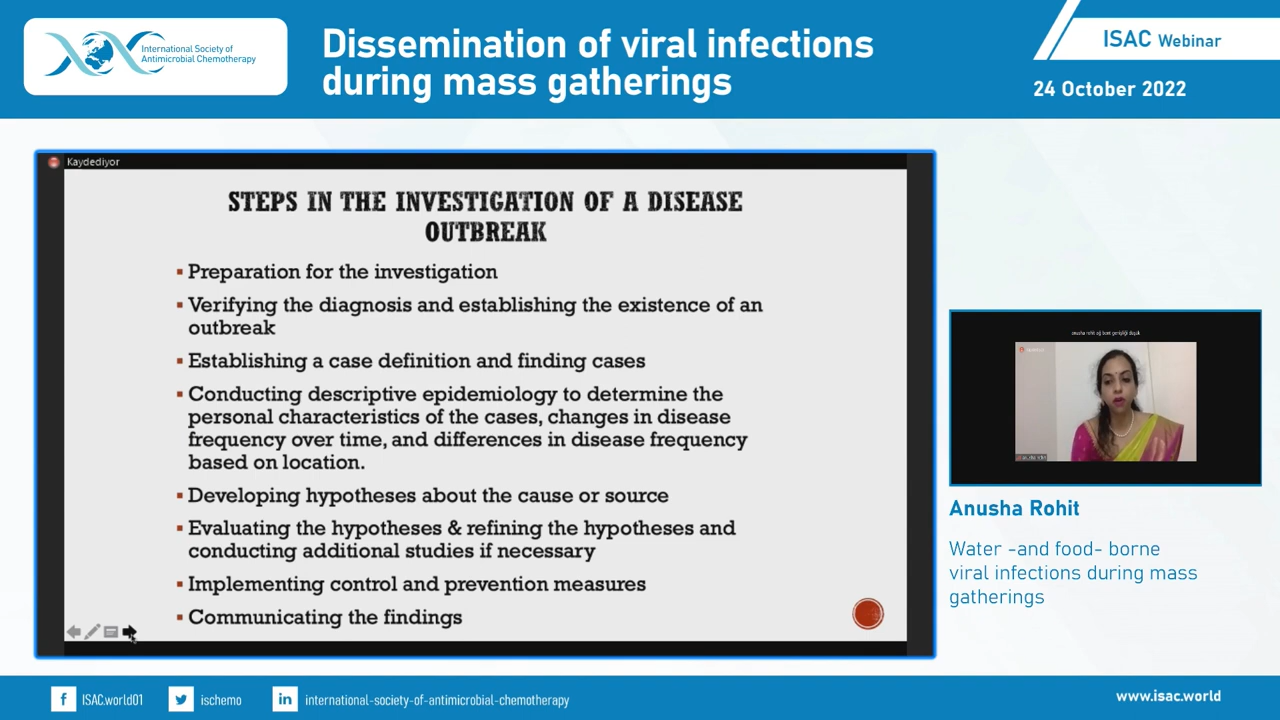 International Society of
Antimicrobial Chemotherapy
Dissemination of viral infections
during mass gatherings
ISAC Webinar
24 October 2022
Kaydediyor
STEPS IN THE INVESTIGATION OF A DISEASE
OUTBREAK
▪ Preparation for the investigation
▪ Verifying the diagnosis and establishing the existence of an
outbreak
▪ Establishing a case definition and finding cases
▪ Conducting descriptive epidemiology to determine the
personal characteristics of the cases, changes in disease
frequency over time, and differences in disease frequency
based on location.
▪ Developing hypotheses about the cause or source
▪ Evaluating the hypotheses & refining the hypotheses and
conducting additional studies if necessary
▪ Implementing control and prevention measures
▪ Communicating the findings
anusha rohit ağ bant genişliği düşük
Anusha Rohit
Water -and food- borne
viral infections during mass
gatherings
ISAC.world01
ischemo
international-society-of-antimicrobial-chemotherapy
www.isac.world